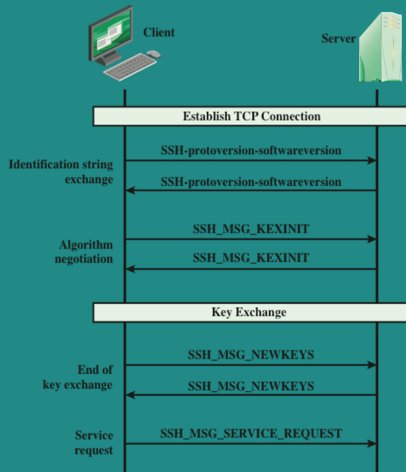 Client
Server
Establish TCP Connection
SSH-protoversion-softwareversion
Identification string
exchange
SSH-protoversion-softwareversion
SSH_MSG_KEXINIT
Algorithm
negotiation
SSH_MSG_KEXINIT
Key Exchange
SSH_MSG_NEWKEYS
End of
key exchange
SSH_MSG_NEWKEYS
Service
request
SSH_MSG_SERVICE_REQUEST